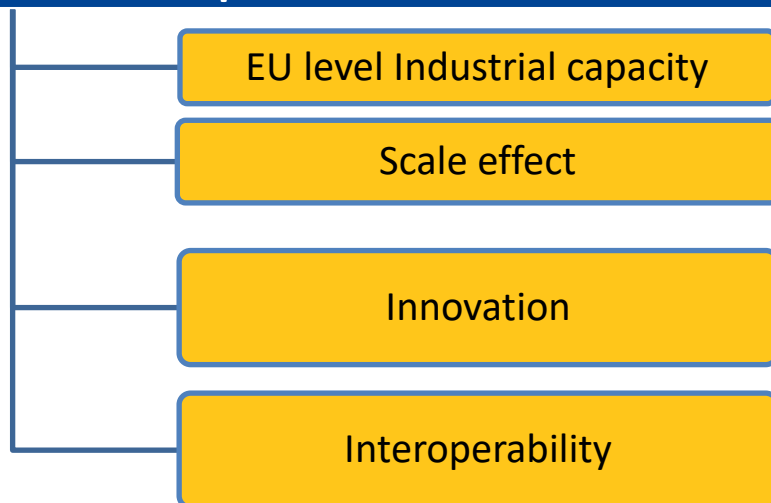 EU level Industrial capacity
Scale effect
Innovation
Interoperability